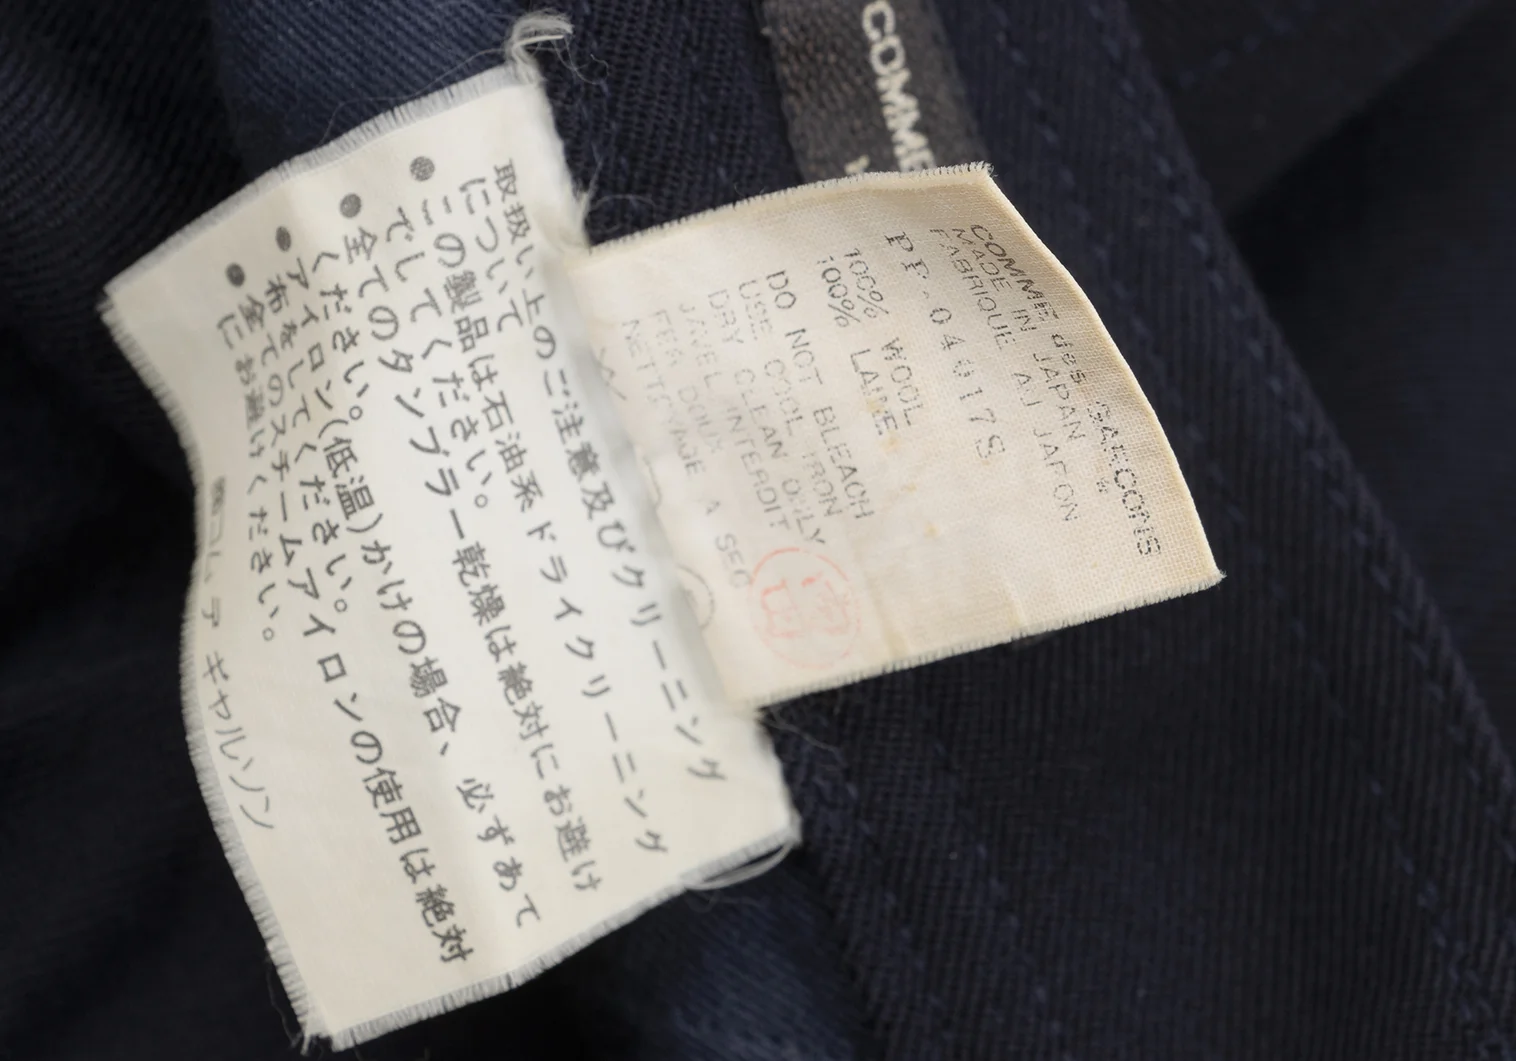 COMME
取扱い上のご注意及びクリーニング
について
●この製品は石油系ドライクリーニング
でしてください。
●全てのタンブラー乾燥は絶対にお避け
ください。
●アイロン(低温)かけの場合、必ずあて
布をしてください。
●全てのスチームアイロンの使用は絶対
にお避けください。
ギャルソン
COMME des GARCONS
MADE IN JAPAN
FABRIQUE AU JAPON
PP-04017S
100% WOOL
100% LAINE
DO NOT BLEACH
USE COOL IRON
DRY CLEAN ONLY
JAVEL INTERDIT
FER DOUX
NETTOYAGE A SEC